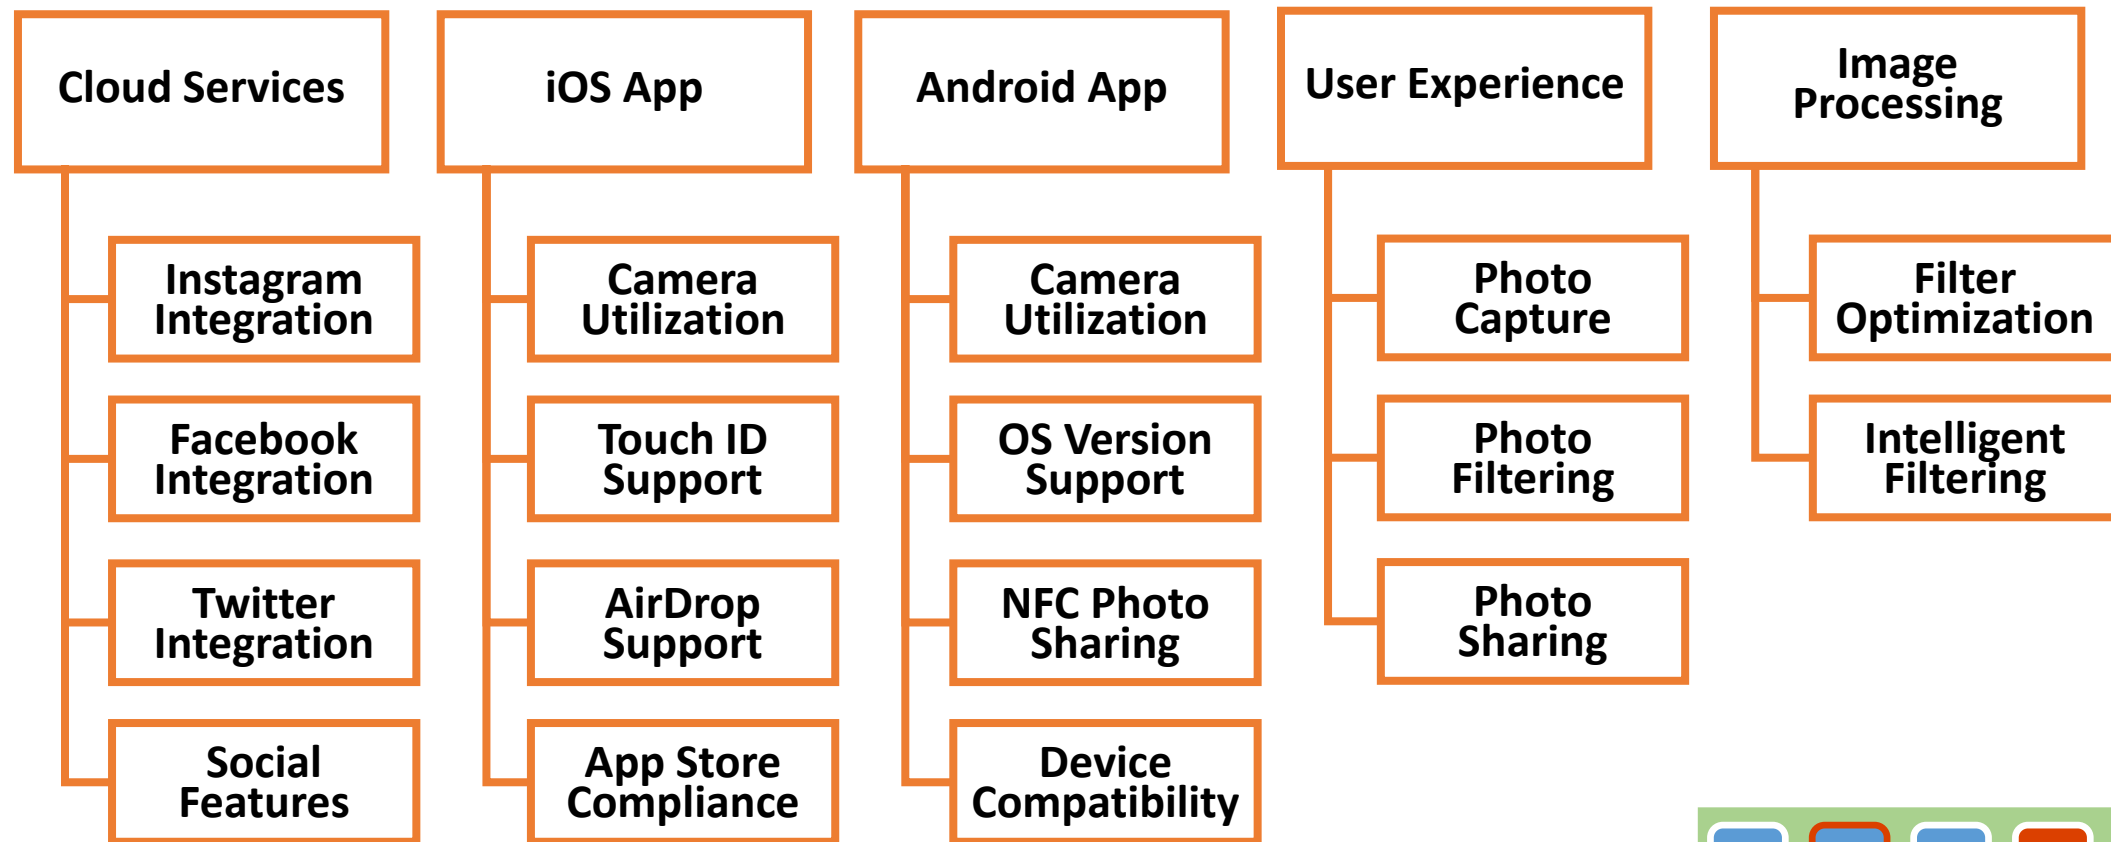 Cloud Services
Instagram
Integration
Facebook
Integration
Twitter
Integration
Social
Features
iOS App
Camera
Utilization
Touch ID
Support
AirDrop
Support
App Store
Compliance
Android App
Camera
Utilization
OS Version
Support
NFC Photo
Sharing
Device
Compatibility
User Experience
Photo
Capture
Photo
Filtering
Photo
Sharing
Image
Processing
Filter
Optimization
Intelligent
Filtering